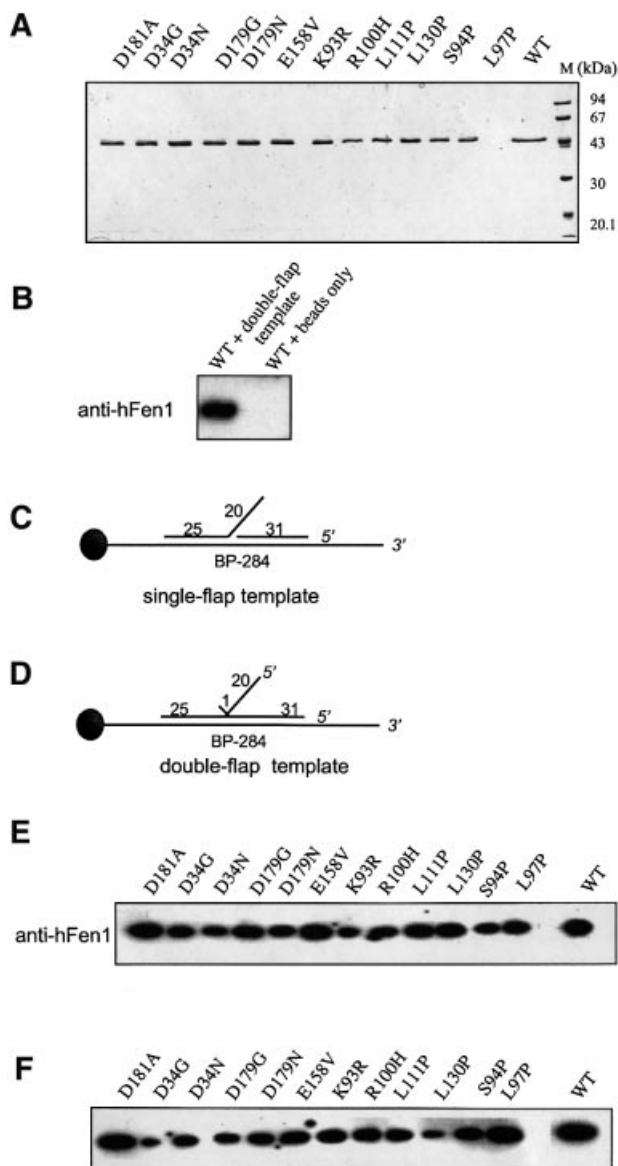 A
D181A D34G D34N D179G D179N E158V K93R R100H L111P L130P S94P L97P WT
M (kDa)
94
67
43
30
20.1
B
WT + double-flap template
WT + beads only
anti-hFen1
C
20
25 31 5' 3'
BP-284
single-flap template
D
20 5'
1
25 31 5' 3'
BP-284
double-flap template
E
D181A D34G D34N D179G D179N E158V K93R R100H L111P L130P S94P L97P WT
anti-hFen1
F
D181A D34G D34N D179G D179N E158V K93R R100H L111P L130P S94P L97P WT